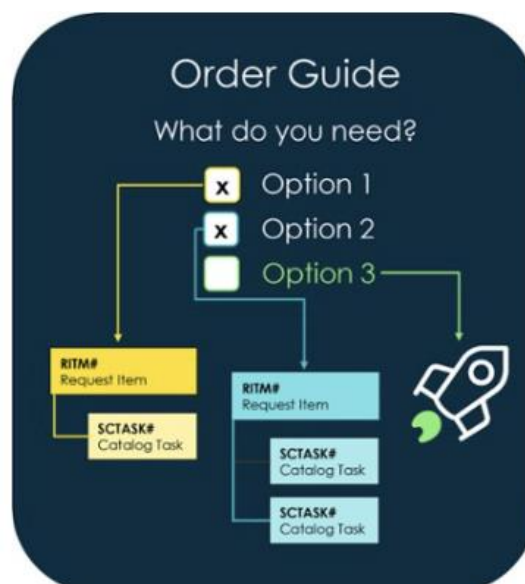 Order Guide
What do you need?
x Option 1
x Option 2
Option 3
RITM#
Request Item
SCTASK#
Catalog Task
RITM#
Request Item
SCTASK#
Catalog Task
SCTASK#
Catalog Task